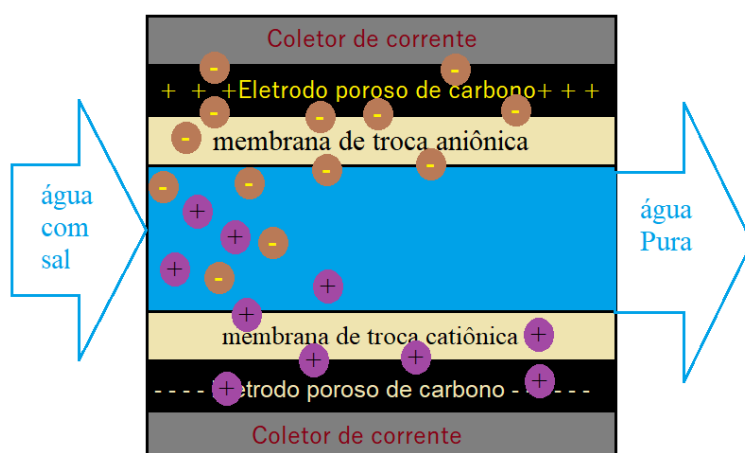 Coletor de corrente
+ + +Eletrodo poroso de carbono+ + +
membrana de troca aniônica
água
com
sal
água
Pura
membrana de troca catiônica
- - - - Eletrodo poroso de carbono - - - - - -
Coletor de corrente